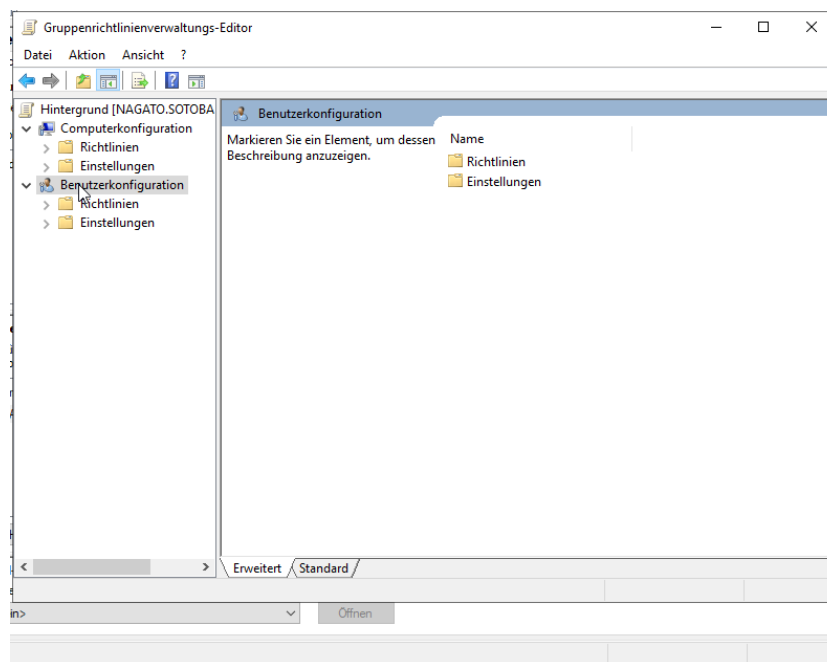 Gruppenrichtlinienverwaltungs-Editor
Datei Aktion Ansicht ?
Hintergrund [NAGATO.SOTOBA
Computerkonfiguration
Richtlinien
Einstellungen
Benutzerkonfiguration
Richtlinien
Einstellungen
Benutzerkonfiguration
Markieren Sie ein Element, um dessen
Beschreibung anzuzeigen.
Name
Richtlinien
Einstellungen
Erweitert Standard
in>
Öffnen